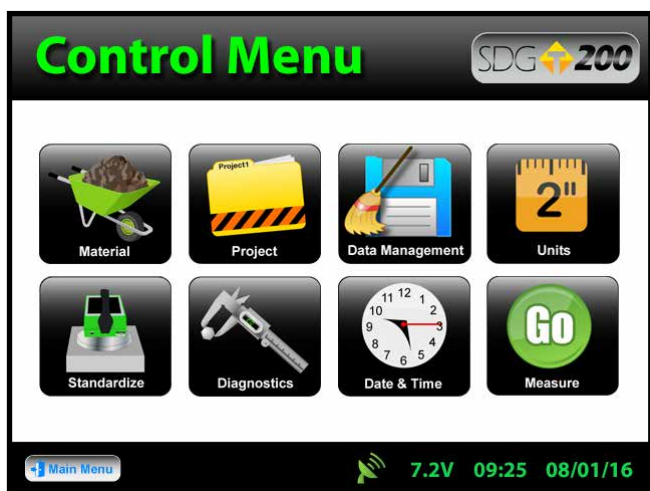 Control Menu
SDG 200
Project1
2"
Material
Project
Data Management
Units
11 12 1
10 2
9 3
8 4
7 6 5
Go
Standardize
Diagnostics
Date & Time
Measure
Main Menu
7.2V 09:25 08/01/16